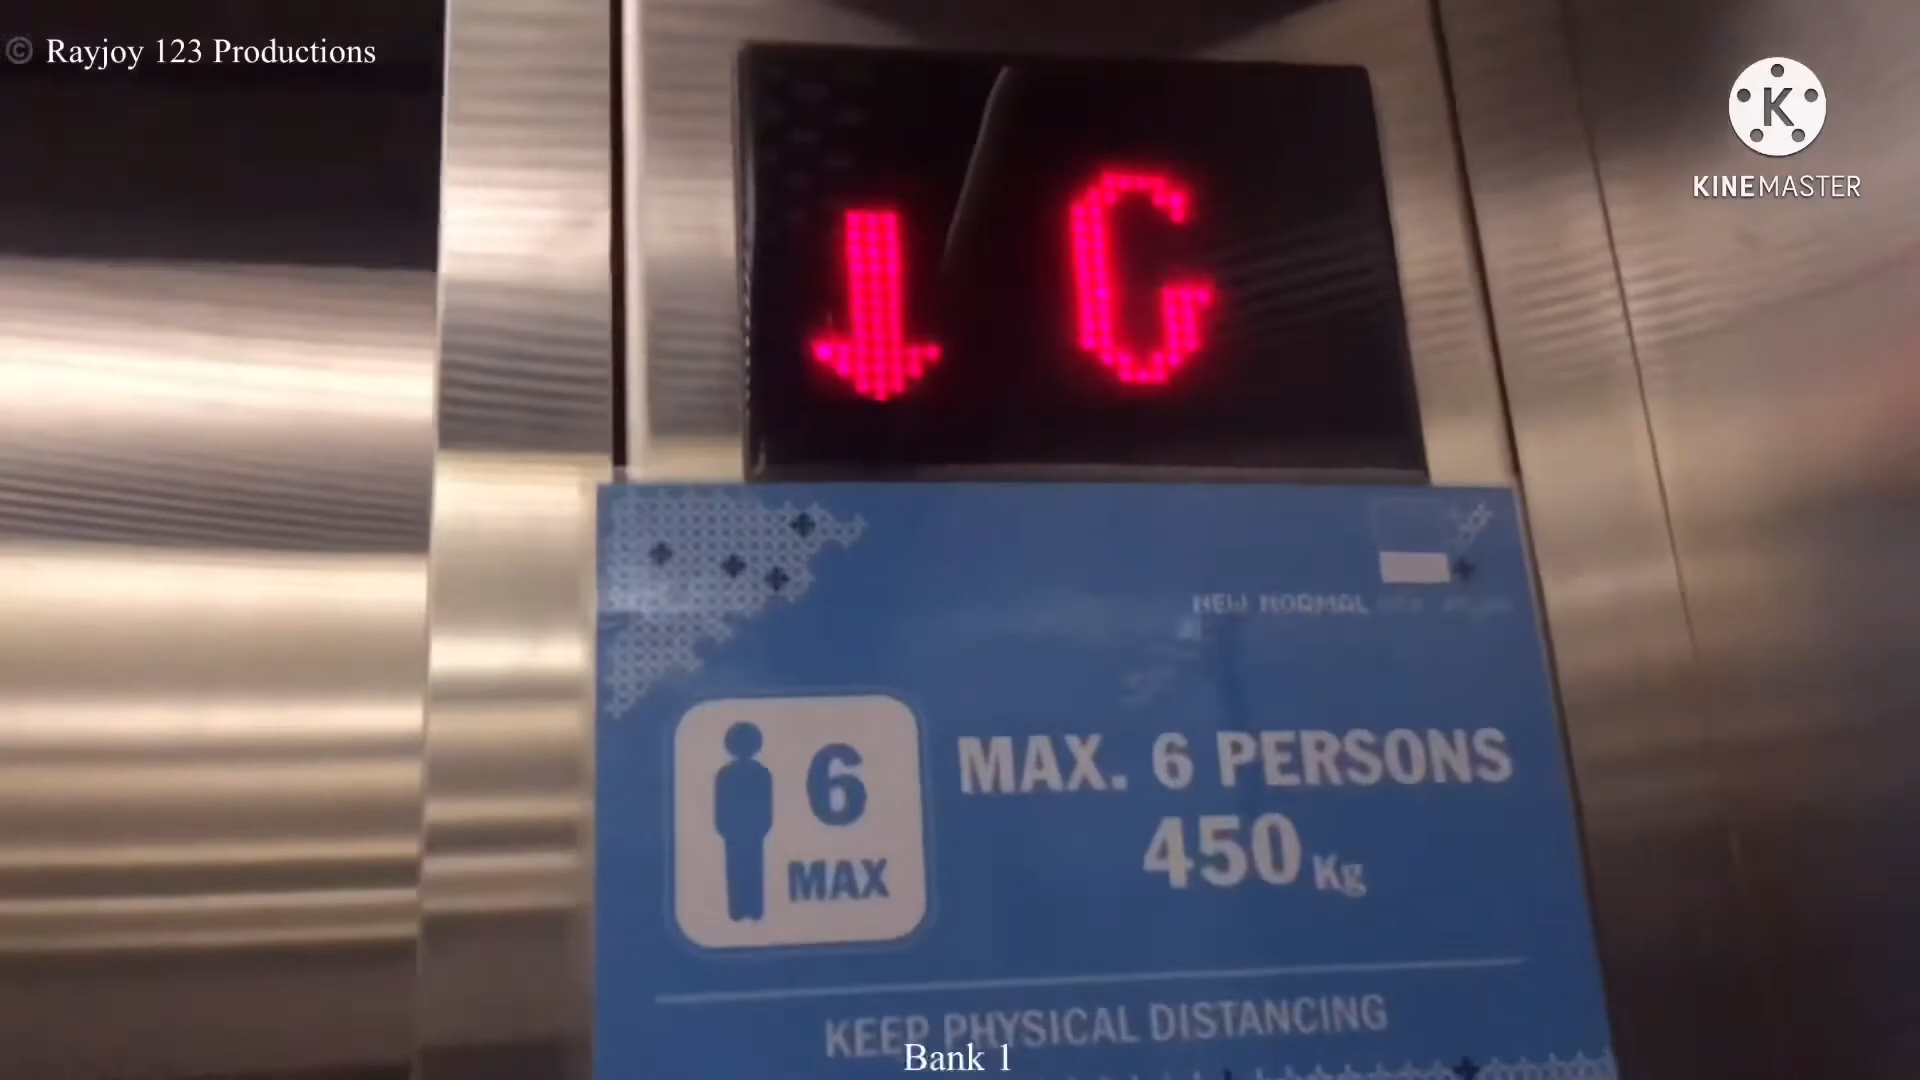 © Rayjoy 123 Productions
K
KINEMASTER
↓ G
NEW NORMAL
6
MAX
MAX. 6 PERSONS
450 Kg
KEEP PHYSICAL DISTANCING
Bank 1